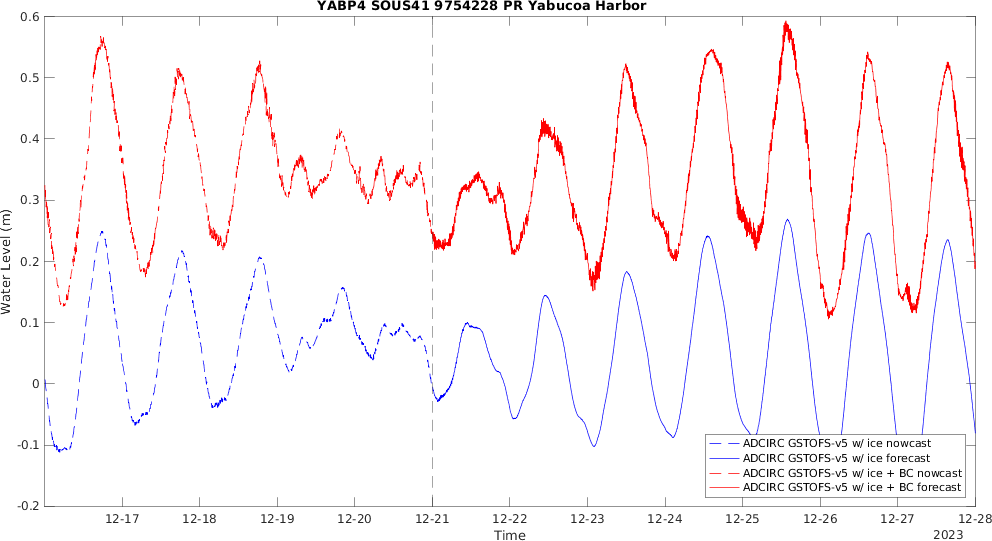 YABP4 SOUS41 9754228 PR Yabucoa Harbor
0.6
0.5
0.4
0.3
0.2
0.1
0
-0.1
-0.2
Water Level (m)
ADCIRC GSTOFS-v5 w/ ice nowcast
ADCIRC GSTOFS-v5 w/ ice forecast
ADCIRC GSTOFS-v5 w/ ice + BC nowcast
ADCIRC GSTOFS-v5 w/ ice + BC forecast
12-17 12-18 12-19 12-20 12-21 12-22 12-23 12-24 12-25 12-26 12-27 12-28
Time
2023